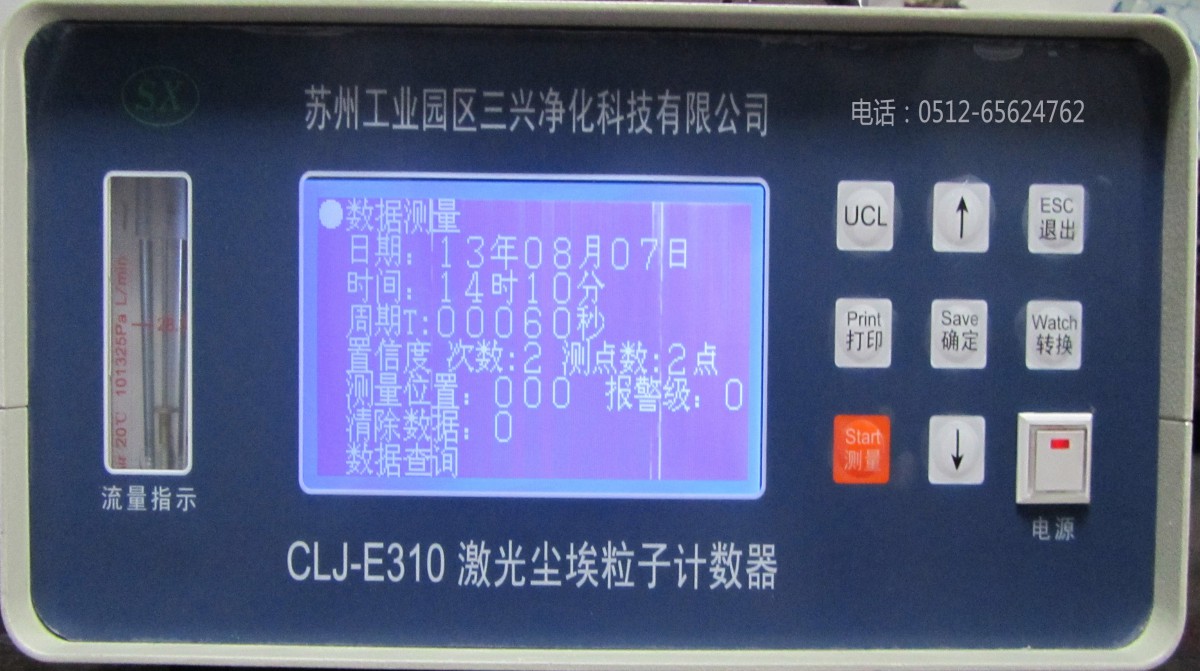 SX
苏州工业园区三兴净化科技有限公司
电话：0512-65624762
数据测量
日期：13年08月07日
时间：14时10分
周期T:00060秒
置信度 次数:2 测点数:2点
测量位置：000 报警级：0
清除数据：0
数据查询
UCL
↑
ESC
退出
Print
打印
Save
确定
Watch
转换
Start
测量
↓
电源
20℃ 101325Pa L/min
28.
流量指示
CLJ-E310 激光尘埃粒子计数器